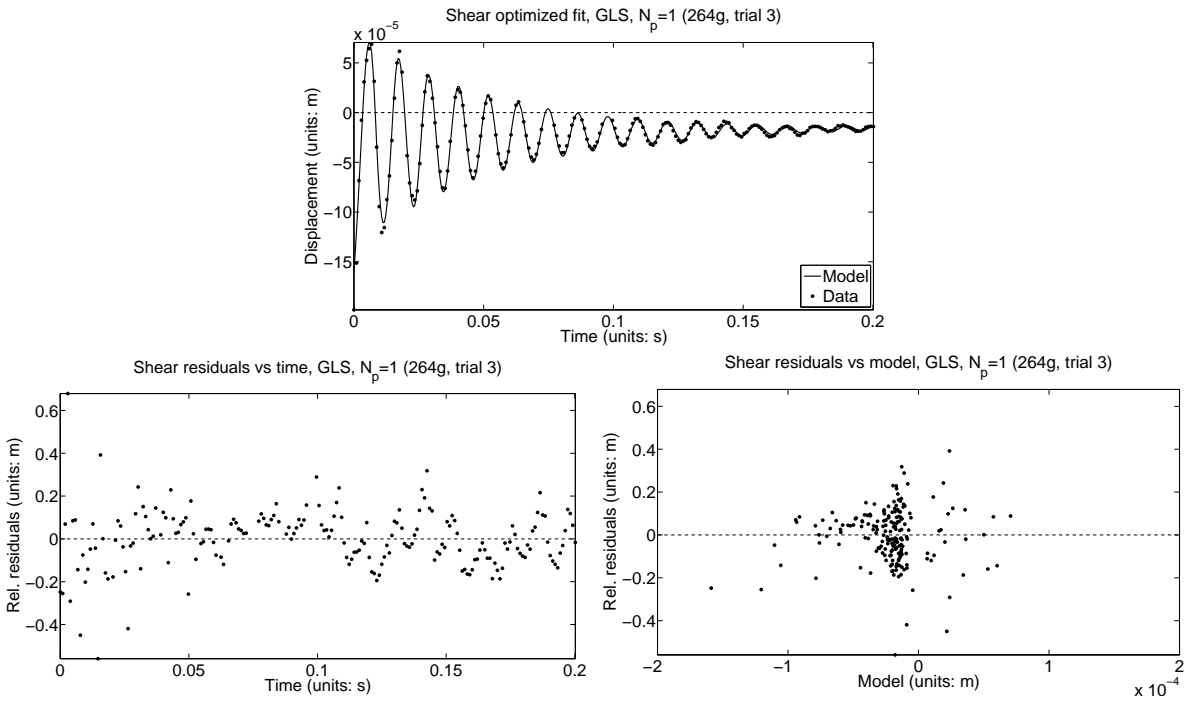 Shear optimized fit, GLS, N_p=1 (264g, trial 3)
x 10^−5
Displacement (units: m)
5
0
−5
−10
−15
Model
Data
0 0.05 0.1 0.15 0.2
Time (units: s)
Shear residuals vs time, GLS, N_p=1 (264g, trial 3)
Rel. residuals (units: m)
0.6
0.4
0.2
0
−0.2
−0.4
0 0.05 0.1 0.15 0.2
Time (units: s)
Shear residuals vs model, GLS, N_p=1 (264g, trial 3)
Rel. residuals (units: m)
0.6
0.4
0.2
0
−0.2
−0.4
−2 −1 0 1 2
Model (units: m)
x 10^−4